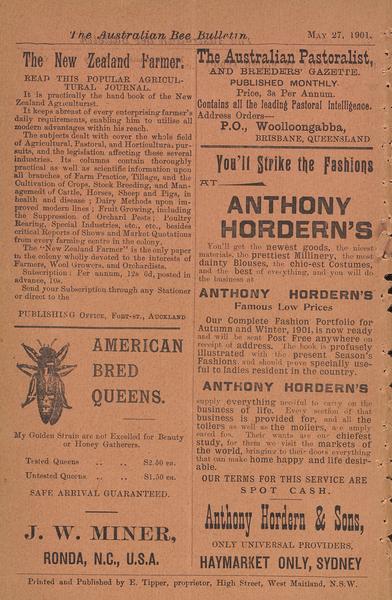 The Australian Bee Bulletin. May 27, 1901.
The New Zealand Farmer.
READ THIS POPULAR AGRICUL-
TURAL JOURNAL.
It is practically the hand book of the New
Zealand Agriculturist.
It keeps abreast of every enterprising farmer's
daily requirements, enabling him to utilise all
modern advantages within his reach.
The subjects dealt with cover the whole field
of Agricultural, Pastoral, and Horticultural pur-
suits, and the legislation affecting these several
industries. Its columns contain thoroughly
practical as well as scientific information upon
all branches of Farm Practice, Tillage, and the
Cultivation of Crops, Stock Breeding, and Man-
agement of Cattle, Horses, Sheep and Pigs, in
health and disease; Dairy Methods upon im-
proved modern lines; Fruit Growing, including
the Suppression of Orchard Pests; Poultry
Rearing, Special Industries, etc., etc., besides
critical Reports of Shows and Market Quotations
from every farming centre in the colony.
The "New Zealand Farmer" is the only paper
in the colony wholly devoted to the interests of
Farmers, Wool Growers, and Orchardists.
Subscription: Per annum, 12s 6d, posted in
advance, 10s.
Send your Subscription through any Stationer
or direct to the
PUBLISHING OFFICE, FORT-ST., AUCKLAND
AMERICAN
BRED
QUEENS.
My Golden Strain are not Excelled for Beauty
or Honey Gatherers.
Tested Queens .. .. $2.50 ea.
Untested Queens .. .. $1.50 ea.
SAFE ARRIVAL GUARANTEED.
J. W. MINER,
RONDA, N.C., U.S.A.
The Australian Pastoralist,
AND BREEDERS' GAZETTE.
PUBLISHED MONTHLY.
Price, 3s Per Annum.
Contains all the leading Pastoral Intelligence.
Address Orders—
P.O., Woolloongabba,
BRISBANE, QUEENSLAND
You'll Strike the Fashions
AT
ANTHONY
HORDERN'S
You'll get the newest goods, the nicest
materials, the prettiest Millinery, the most
dainty Blouses, the chic-est Costumes,
and the best of everything, and you will do
the business at
ANTHONY HORDERN'S
Famous Low Prices
Our Complete Fashion Portfolio for
Autumn and Winter, 1901, is now ready
and will be sent Post Free anywhere on
receipt of address. The book is profusely
illustrated with the present Season's
Fashions, and should prove specially use-
ful to ladies resident in the country.
ANTHONY HORDERN'S
supply everything needful to carry on the
business of life. Every section of that
business is provided for, and all the
toilers as well as the moilers, are amply
cared for. Their wants are our chiefest
study, for them we visit the markets of
the world, bringing to their doors everything
that can make home happy and life desir-
able.
OUR TERMS FOR THIS SERVICE ARE
SPOT CASH.
Anthony Hordern & Sons,
ONLY UNIVERSAL PROVIDERS,
HAYMARKET ONLY, SYDNEY
Printed and Published by E. Tipper, proprietor, High Street, West Maitland, N.S.W.